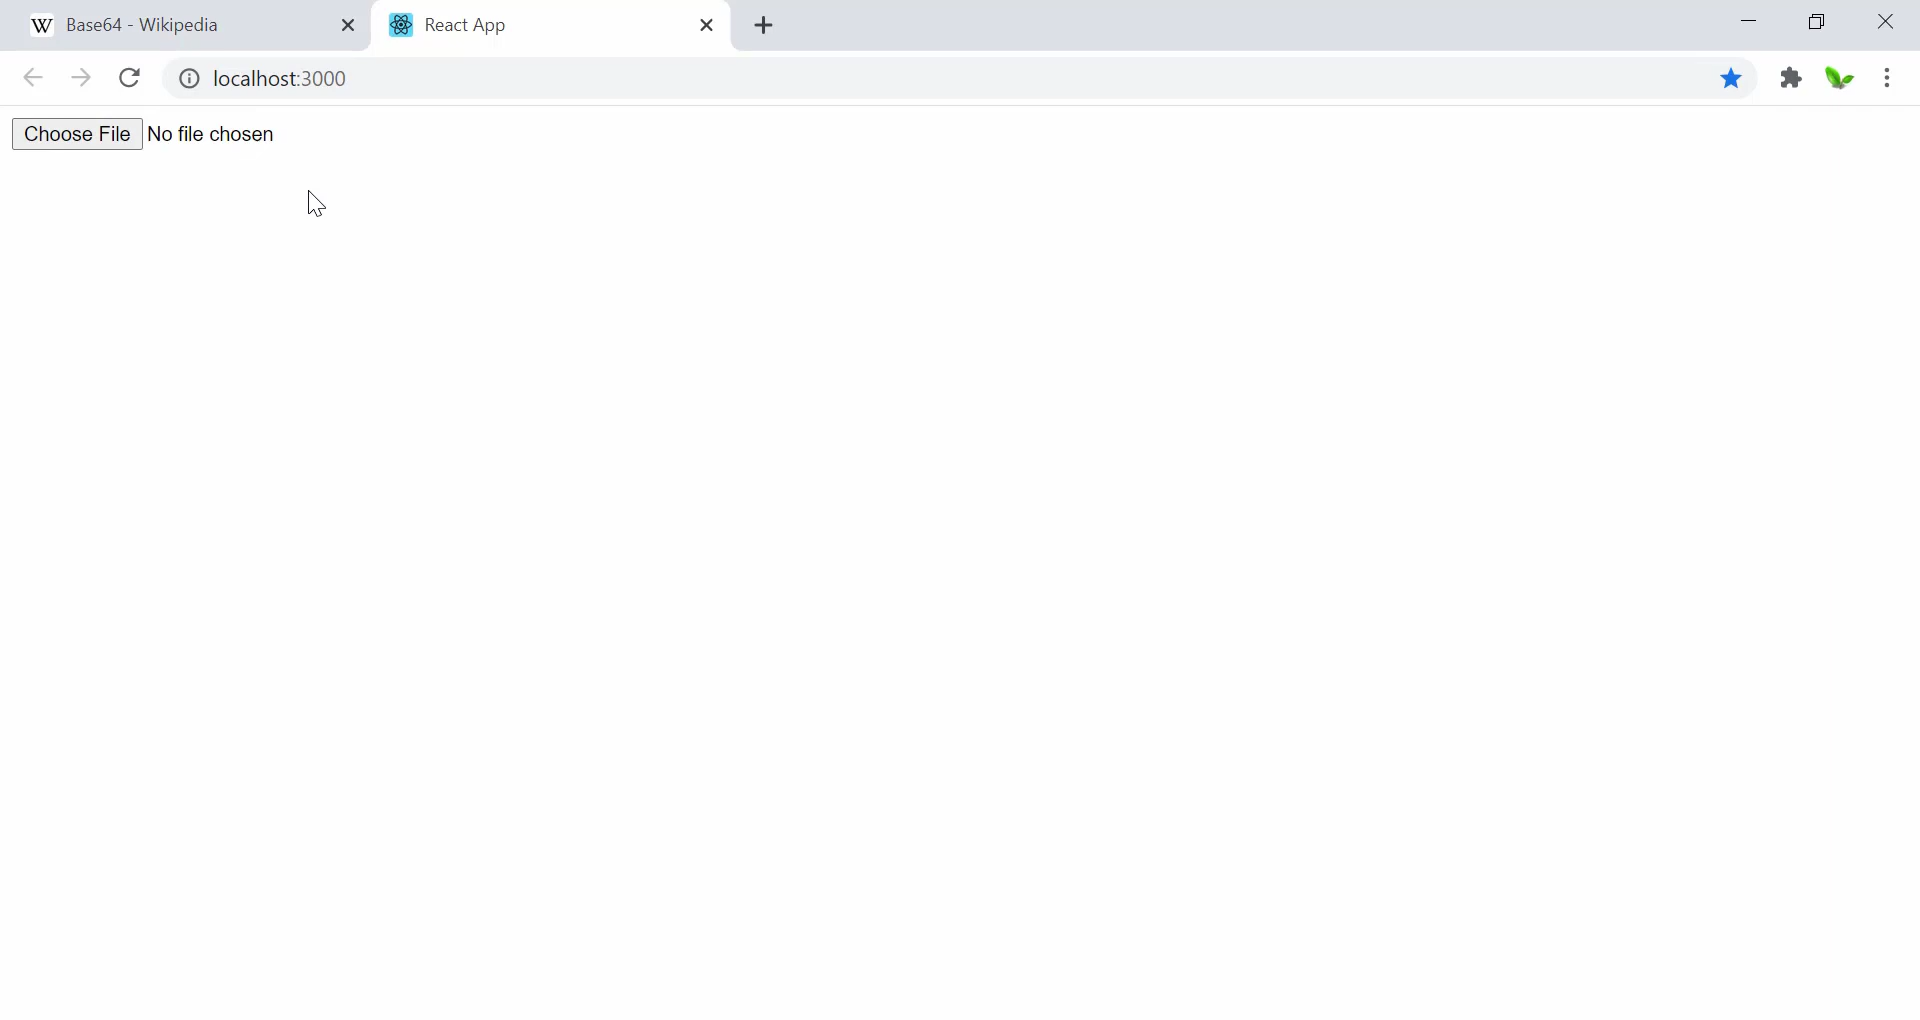 W Base64 - Wikipedia
React App
localhost:3000
Choose File No file chosen